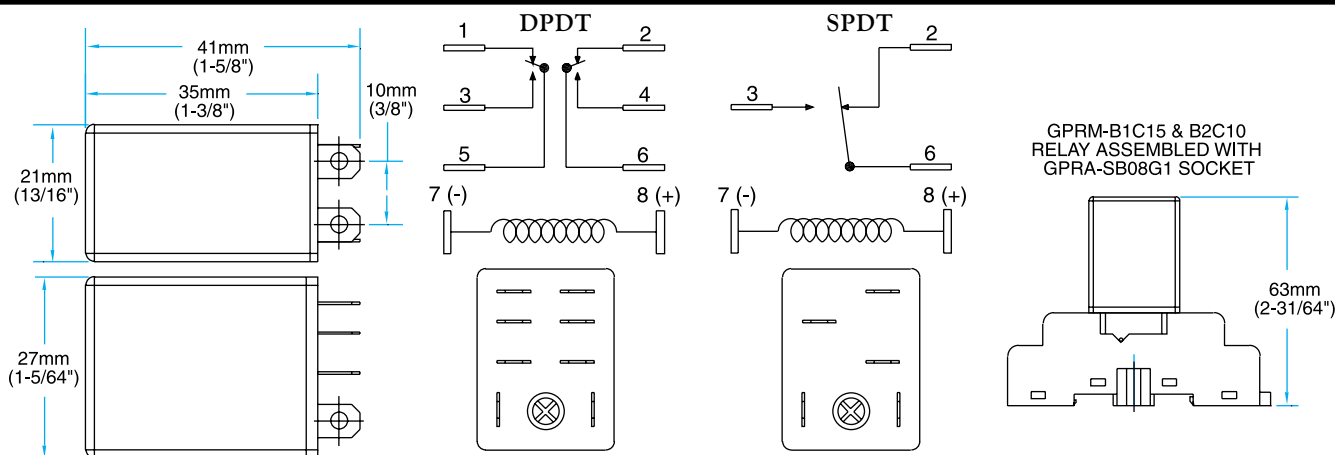 41mm
(1-5/8")
35mm
(1-3/8")
10mm
(3/8")
21mm
(13/16")
27mm
(1-5/64")
DPDT
1
2
3
4
5
6
7 (-)
8 (+)
SPDT
2
3
6
7 (-)
8 (+)
GPRM-B1C15 & B2C10
RELAY ASSEMBLED WITH
GPRA-SB08G1 SOCKET
63mm
(2-31/64")